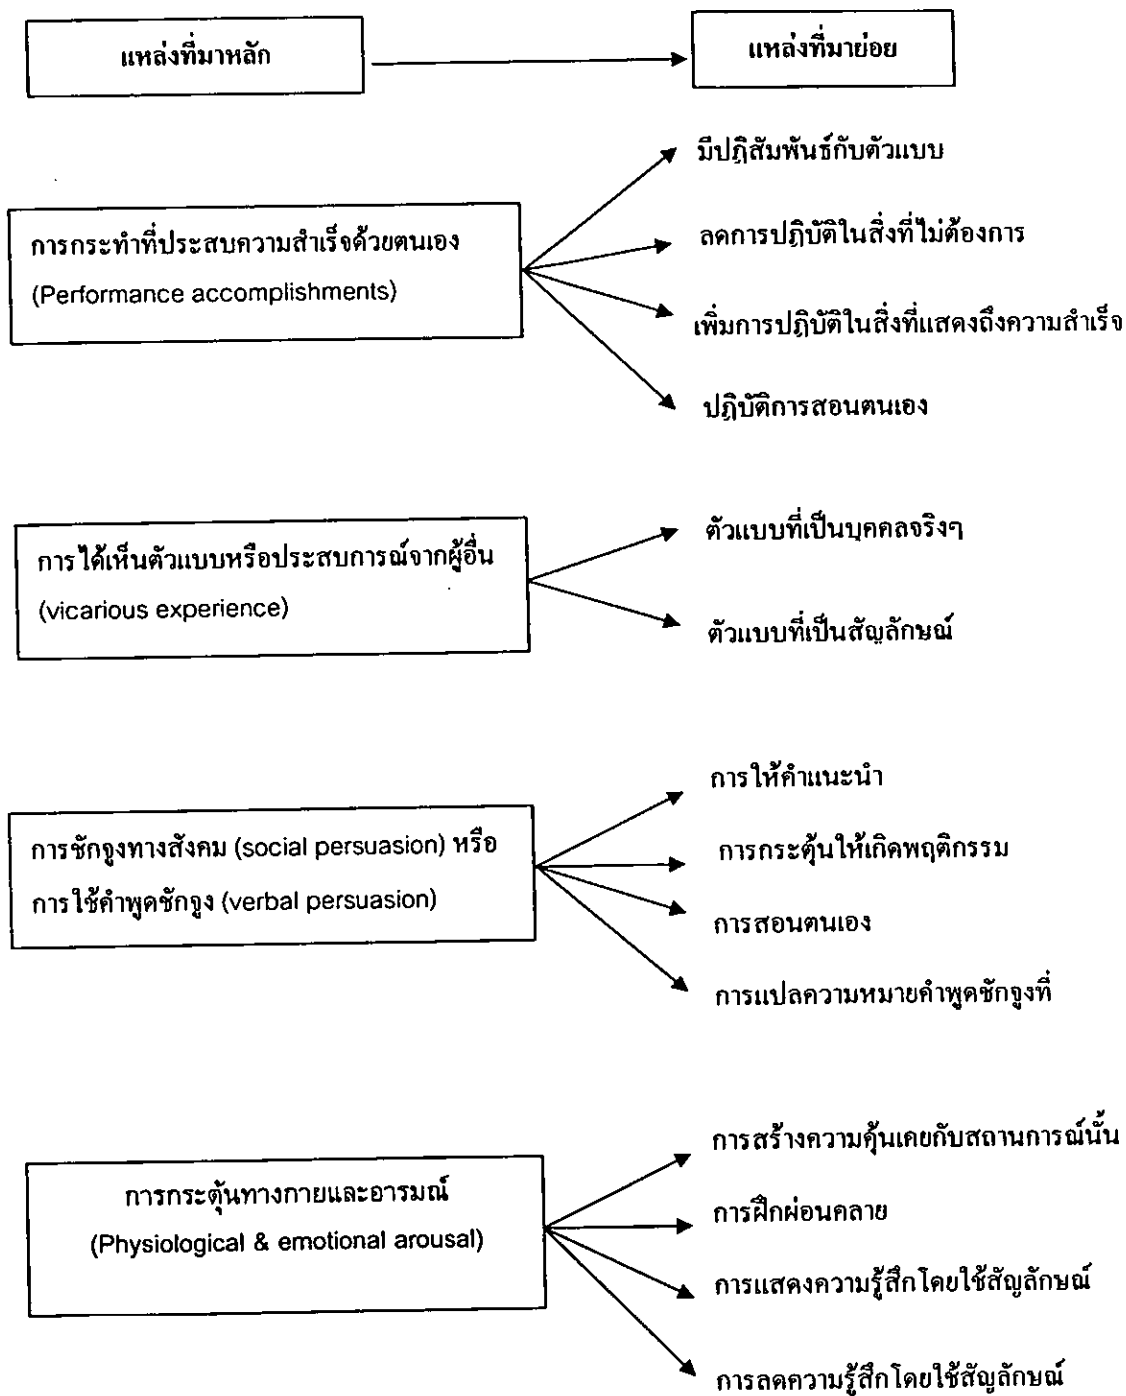 แหล่งที่มาหลัก
แหล่งที่มาย่อย
การกระทำที่ประสบความสำเร็จด้วยตนเอง
(Performance accomplishments)
มีปฏิสัมพันธ์กับตัวแบบ
ลดการปฏิบัติในสิ่งที่ไม่ต้องการ
เพิ่มการปฏิบัติในสิ่งที่แสดงถึงความสำเร็จ
ปฏิบัติการสอนตนเอง
การได้เห็นตัวแบบหรือประสบการณ์จากผู้อื่น
(vicarious experience)
ตัวแบบที่เป็นบุคคลจริงๆ
ตัวแบบที่เป็นสัญลักษณ์
การชักจูงทางสังคม (social persuasion) หรือ
การใช้คำพูดชักจูง (verbal persuasion)
การให้คำแนะนำ
การกระตุ้นให้เกิดพฤติกรรม
การสอนตนเอง
การแปลความหมายคำพูดชักจูงที่
การกระตุ้นทางกายและอารมณ์
(Physiological & emotional arousal)
การสร้างความคุ้นเคยกับสถานการณ์นั้น
การฝึกผ่อนคลาย
การแสดงความรู้สึกโดยใช้สัญลักษณ์
การลดความรู้สึกโดยใช้สัญลักษณ์